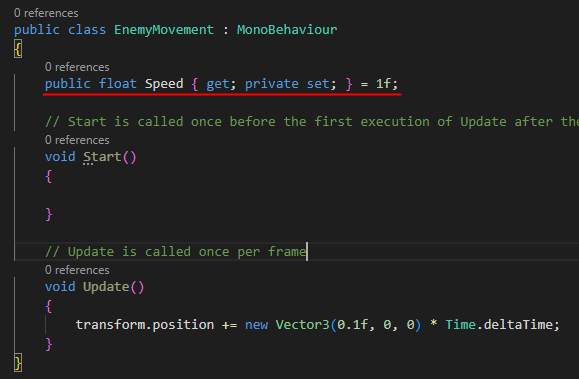 0 references
public class EnemyMovement : MonoBehaviour
{
0 references
public float Speed { get; private set; } = 1f;
// Start is called once before the first execution of Update after the
0 references
void Start()
{
}
// Update is called once per frame
0 references
void Update()
{
transform.position += new Vector3(0.1f, 0, 0) * Time.deltaTime;
}
}